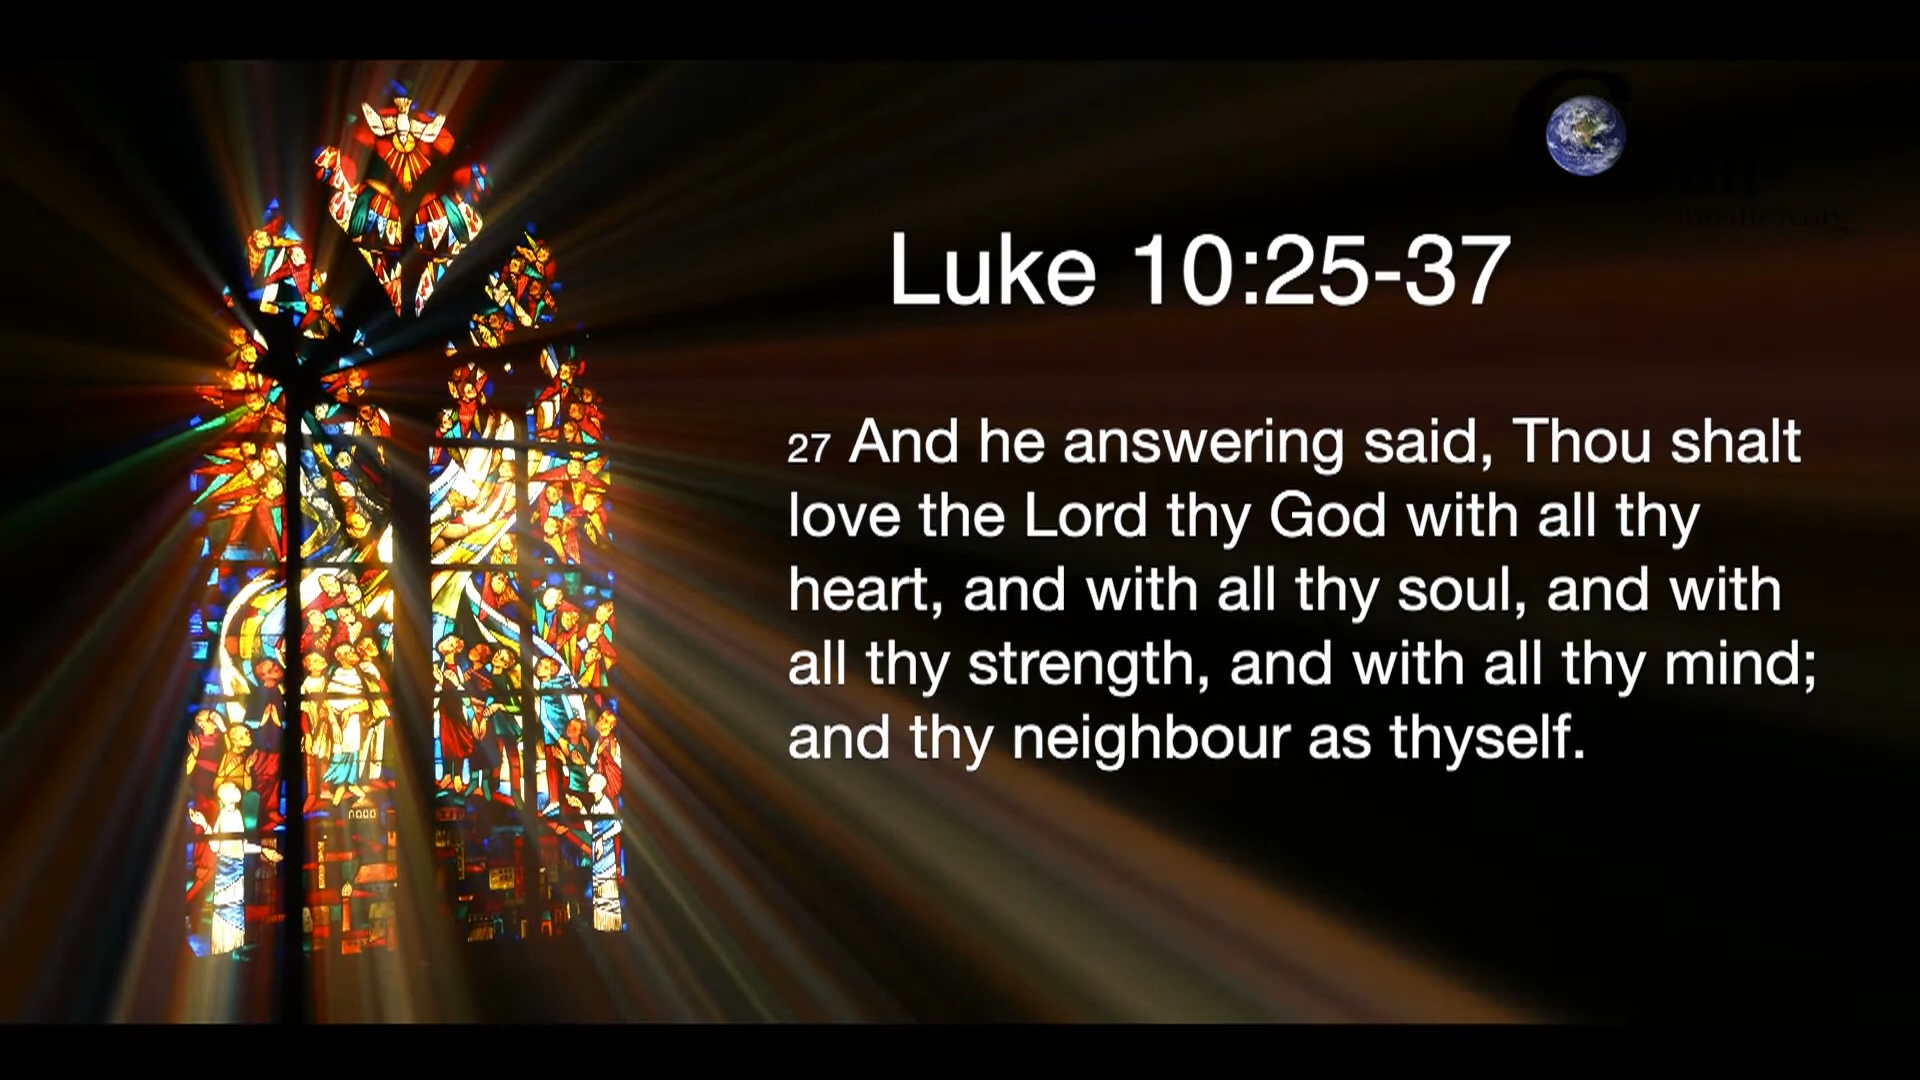 Luke 10:25-37
27 And he answering said, Thou shalt
love the Lord thy God with all thy
heart, and with all thy soul, and with
all thy strength, and with all thy mind;
and thy neighbour as thyself.